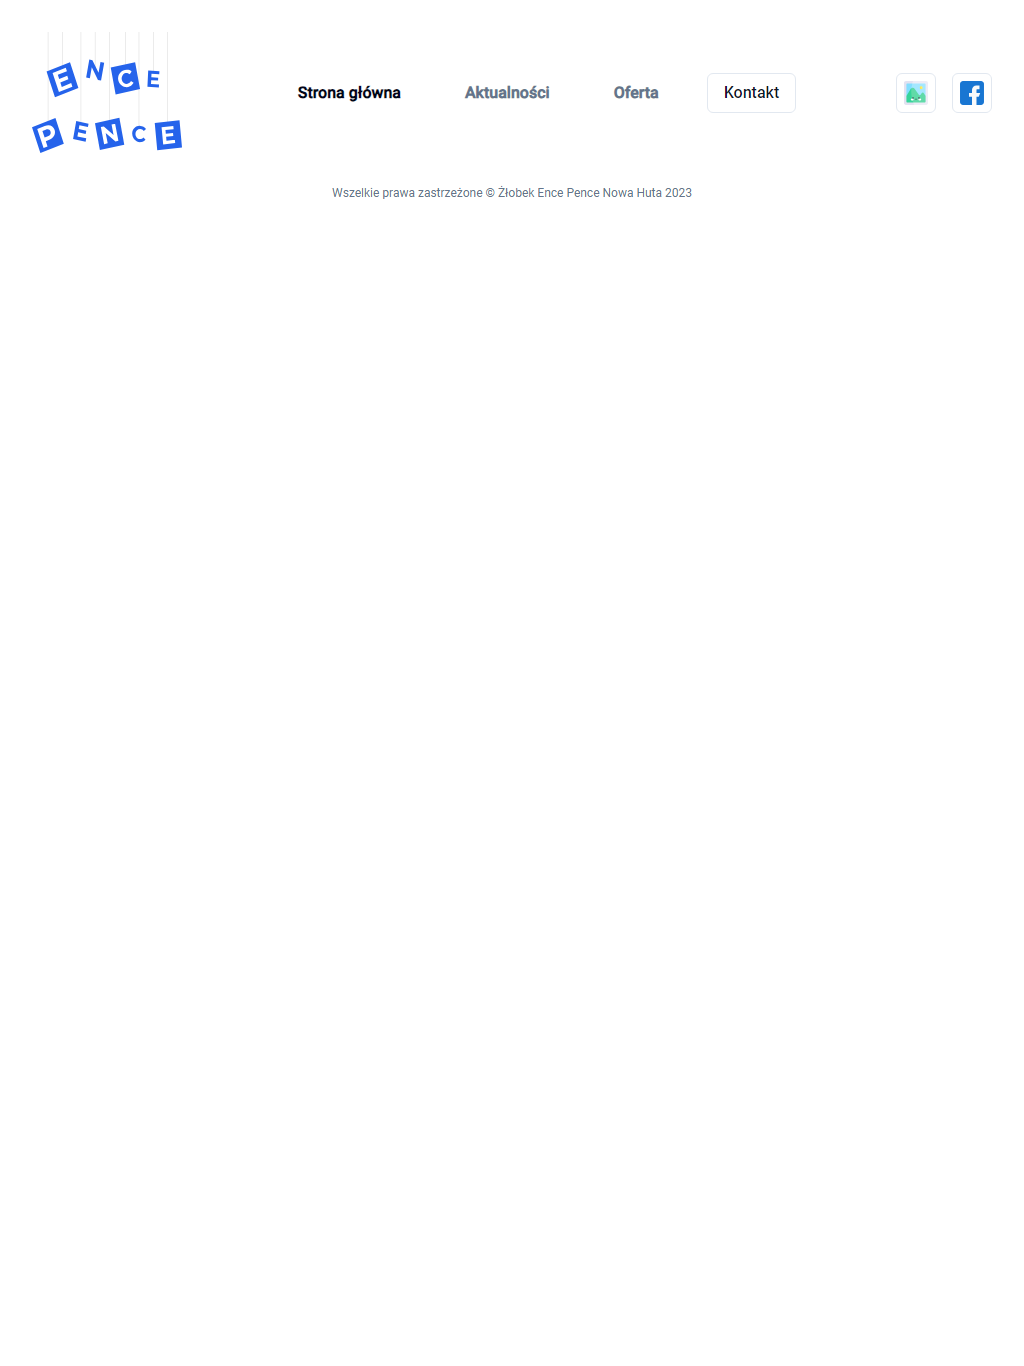 ENCE
PENCE
Strona główna
Aktualności
Oferta
Kontakt
Wszelkie prawa zastrzeżone © Żłobek Ence Pence Nowa Huta 2023